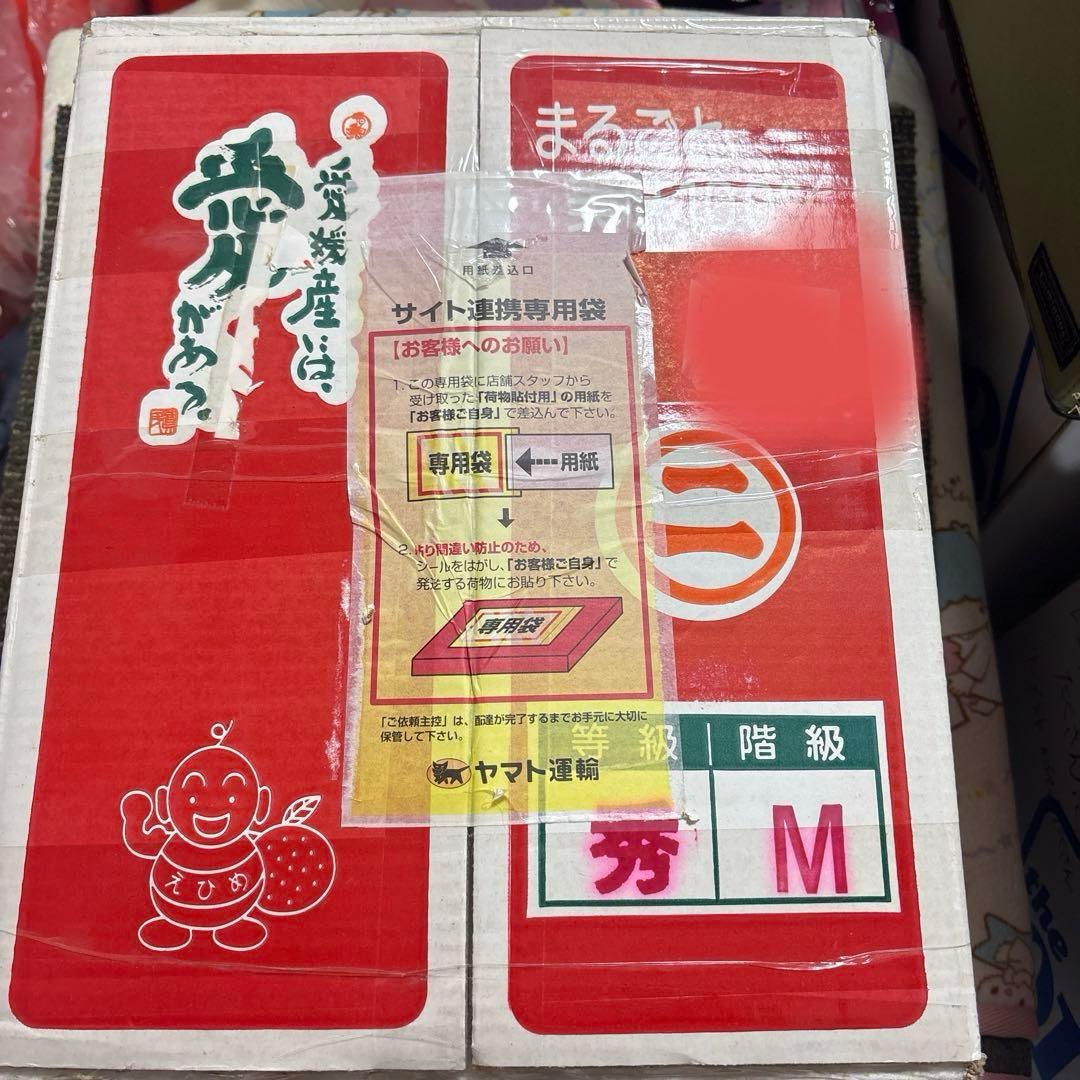 愛媛産には、
愛がある。
まるごと
用紙差込口
サイト連携専用袋
【お客様へのお願い】
1. この専用袋に店舗スタッフから
受け取った「荷物貼付用」の用紙を
「お客様ご自身」で差込んで下さい。
専用袋
用紙
2. 貼り間違い防止のため、
シールをはがし、「お客様ご自身」で
発送する荷物にお貼り下さい。
専用袋
「ご依頼主控」は、配達が完了するまでお手元に大切に
保管して下さい。
ヤマト運輸
二
等級
階級
秀
M
えひめ